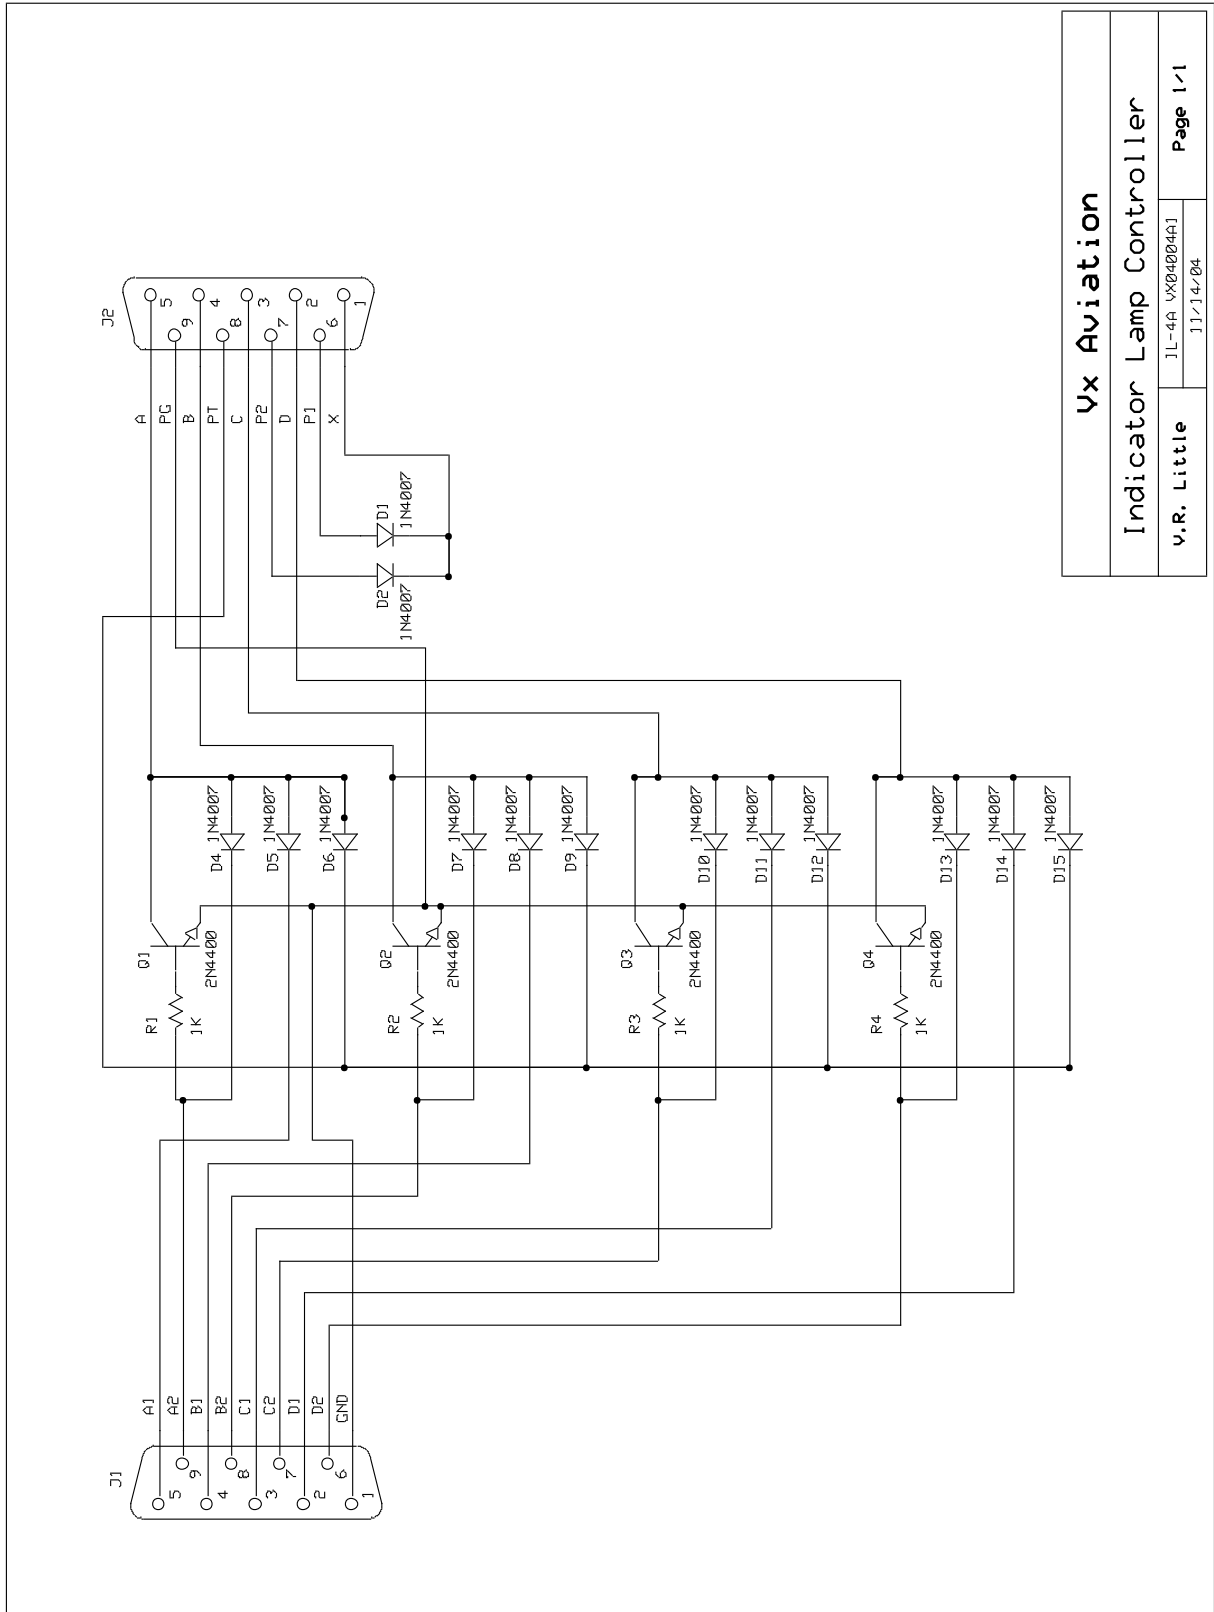 J1
A1
5
A2
9
B1
4
B2
8
C1
3
C2
7
D1
2
D2
6
GND
1
R1
1K
Q1
2N4400
D4
1N4007
D5
1N4007
D6
1N4007
R2
1K
Q2
2N4400
D7
1N4007
D8
1N4007
D9
1N4007
R3
1K
Q3
2N4400
D10
1N4007
D11
1N4007
D12
1N4007
R4
1K
Q4
2N4400
D13
1N4007
D14
1N4007
D15
1N4007
D2
1N4007
D1
1N4007
J2
A
5
PG
9
B
4
PT
8
C
3
P2
7
D
2
P1
6
X
1
Vx Aviation
Indicator Lamp Controller
V.R. Little
IL-4A VX04004A1
11/14/04
Page 1/1